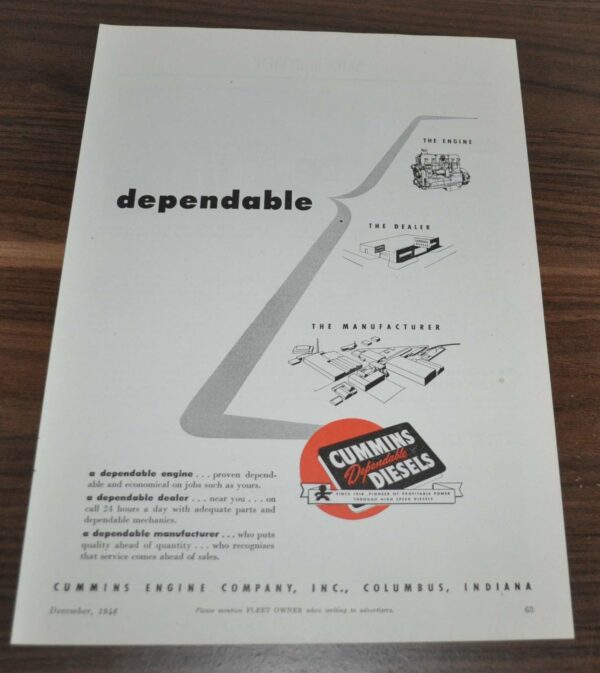 THE ENGINE
dependable
THE DEALER
THE MANUFACTURER
CUMMINS
Dependable
DIESELS
SINCE 1918. PIONEER OF PROFITABLE POWER
THROUGH HIGH SPEED DIESELS
a dependable engine . . . proven depend-
able and economical on jobs such as yours.
a dependable dealer . . . near you . . . on
call 24 hours a day with adequate parts and
dependable mechanics.
a dependable manufacturer . . . who puts
quality ahead of quantity . . . who recognizes
that service comes ahead of sales.
CUMMINS ENGINE COMPANY, INC., COLUMBUS, INDIANA
December, 1946
Please mention FLEET OWNER when writing to advertisers.
65